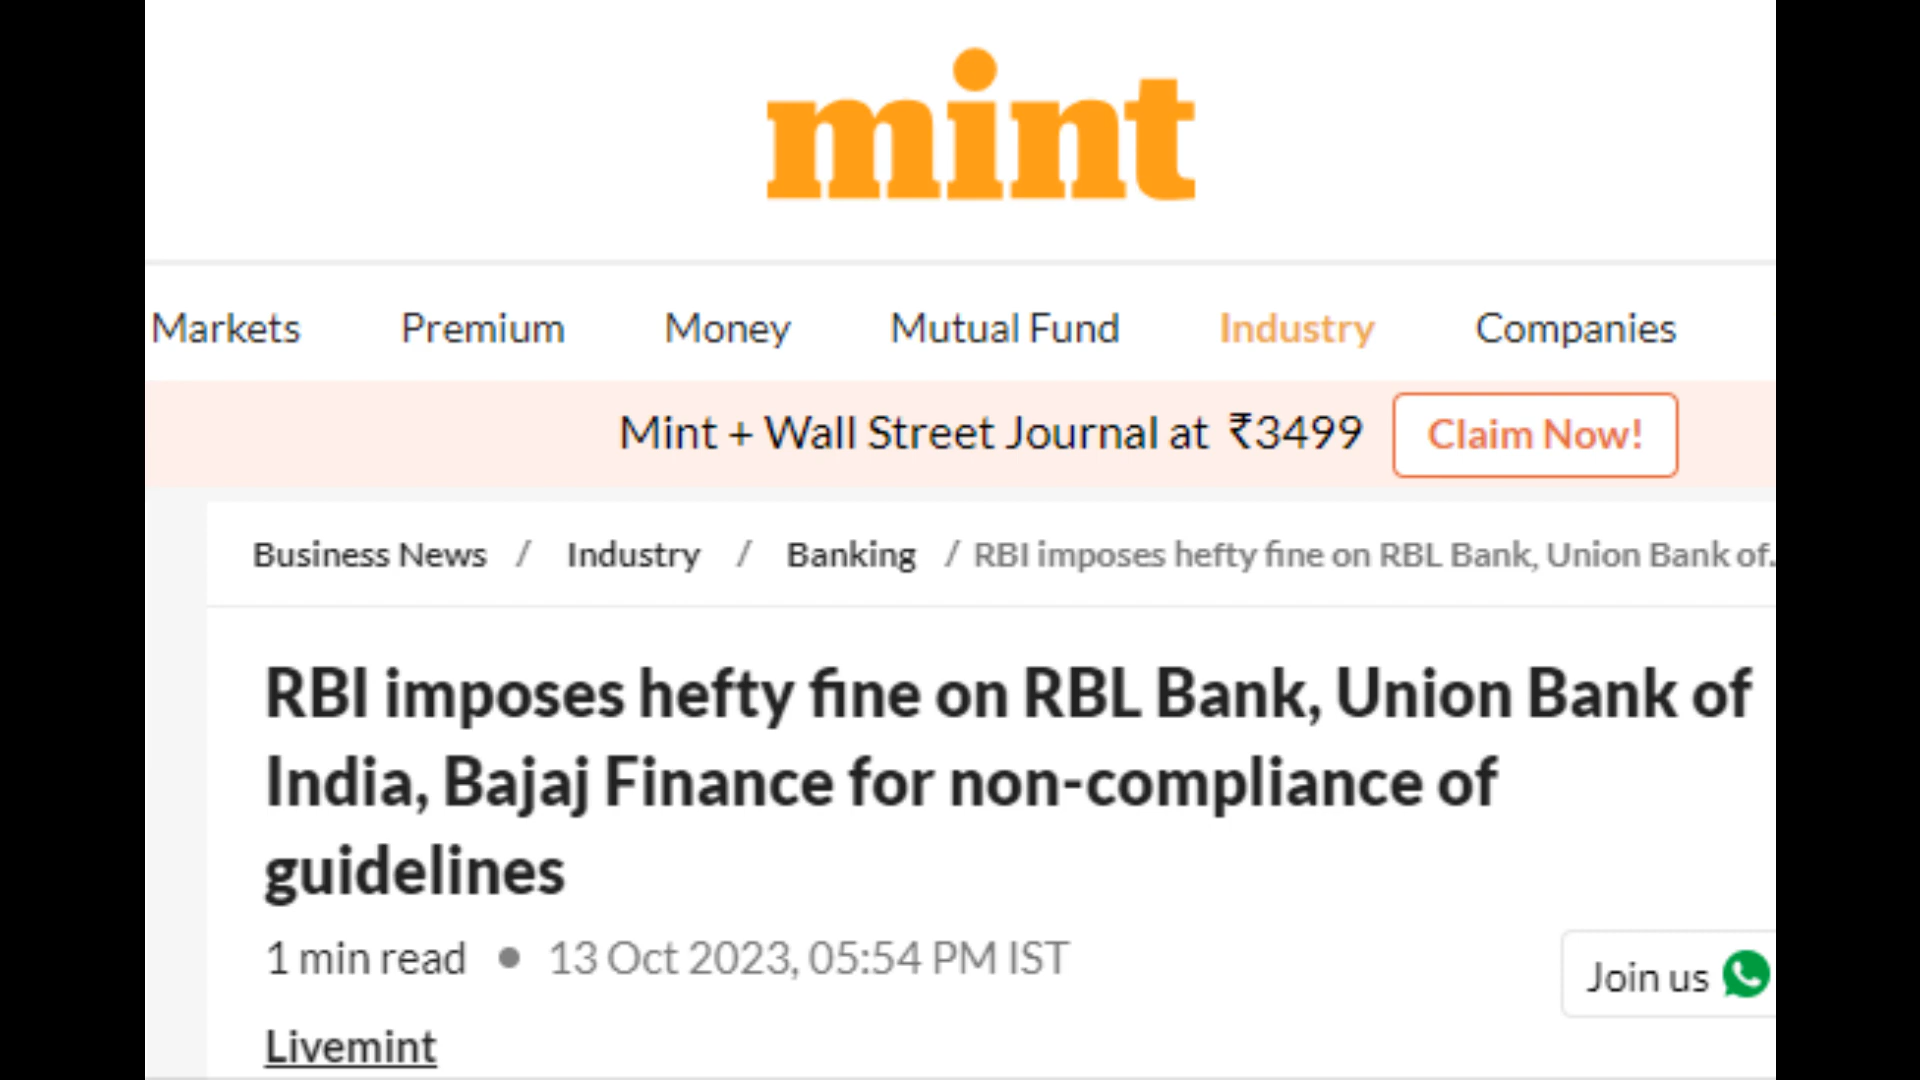 mint
Markets Premium Money Mutual Fund Industry Companies
Mint + Wall Street Journal at ₹3499 Claim Now!
Business News / Industry / Banking / RBI imposes hefty fine on RBL Bank, Union Bank of..
RBI imposes hefty fine on RBL Bank, Union Bank of
India, Bajaj Finance for non-compliance of
guidelines
1 min read • 13 Oct 2023, 05:54 PM IST
Join us
Livemint